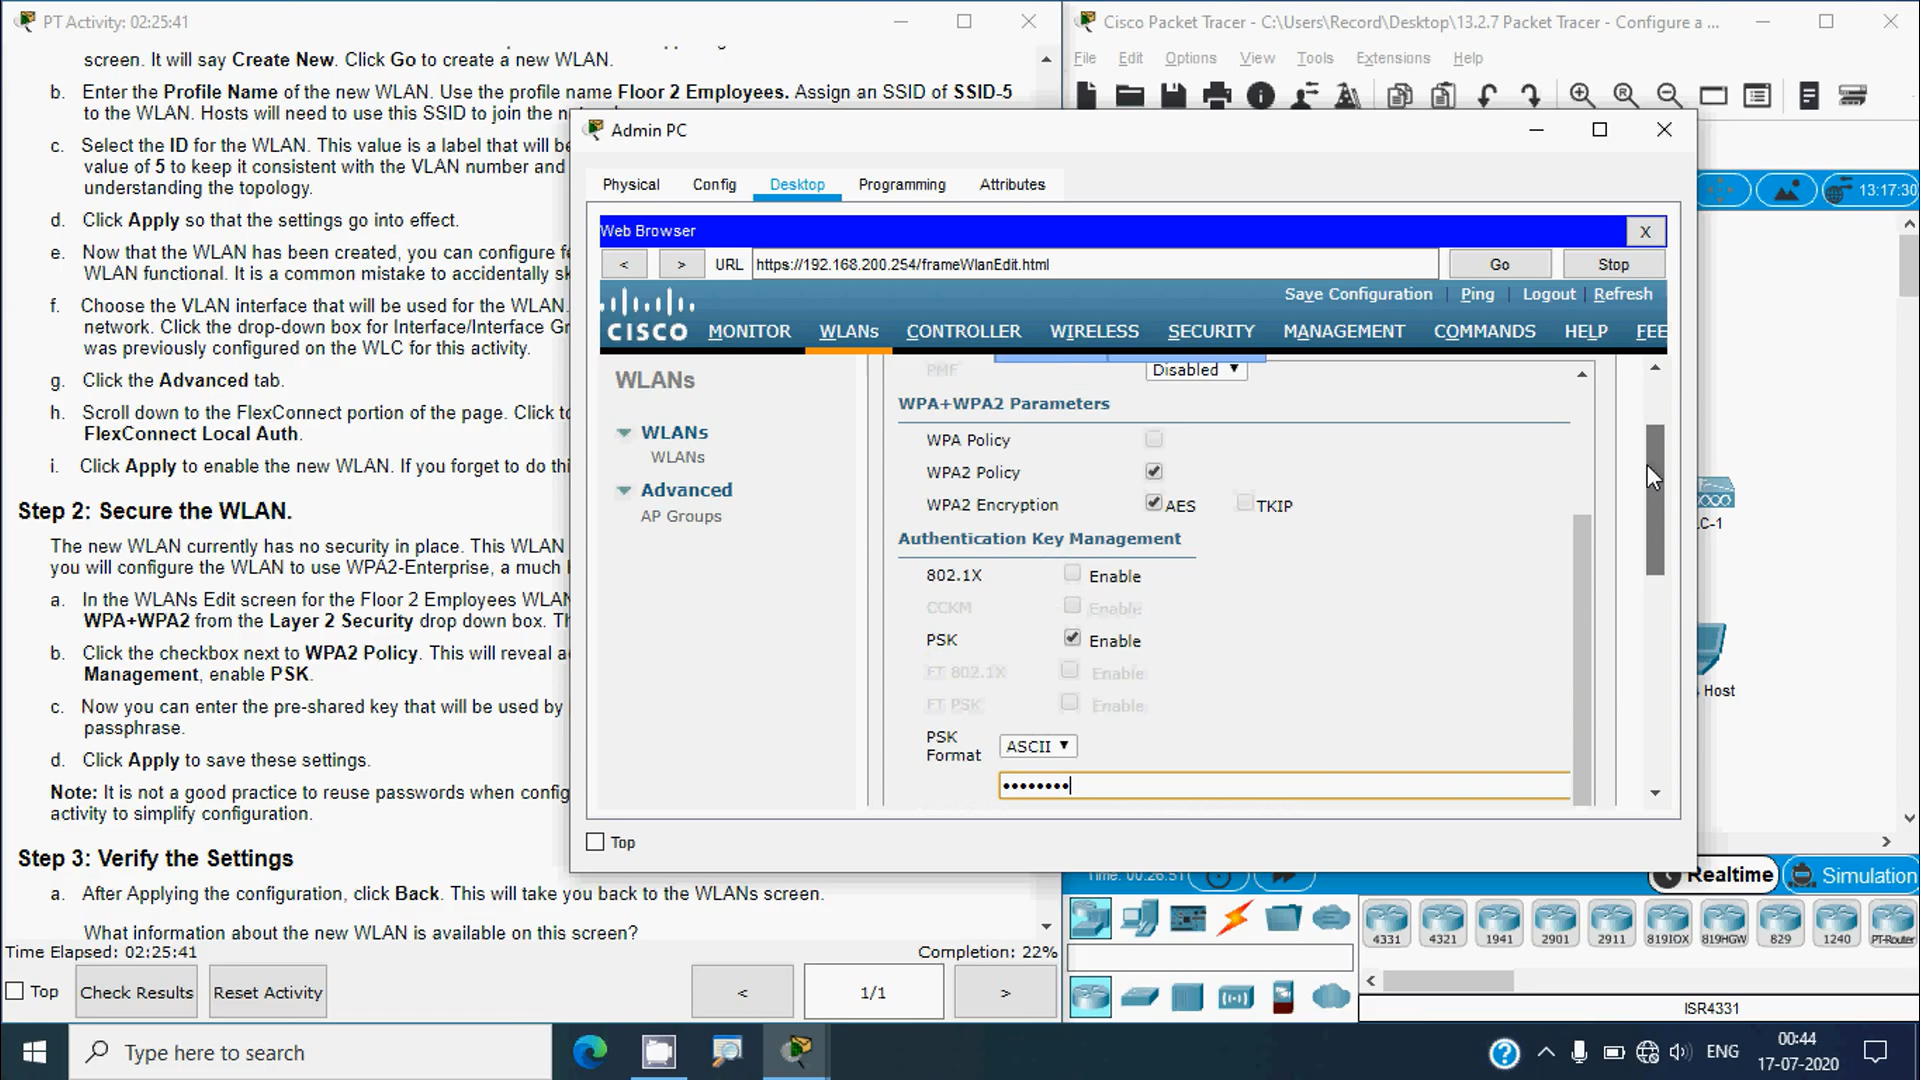 PT Activity: 02:25:41
screen. It will say Create New. Click Go to create a new WLAN.
b. Enter the Profile Name of the new WLAN. Use the profile name Floor 2 Employees. Assign an SSID of SSID-5
to the WLAN. Hosts will need to use this SSID to join the
c. Select the ID for the WLAN. This value is a label that will be
value of 5 to keep it consistent with the VLAN number and
understanding the topology.
d. Click Apply so that the settings go into effect.
e. Now that the WLAN has been created, you can configure
WLAN functional. It is a common mistake to accidentally
f. Choose the VLAN interface that will be used for the WLAN.
network. Click the drop-down box for Interface/Interface
was previously configured on the WLC for this activity.
g. Click the Advanced tab.
h. Scroll down to the FlexConnect portion of the page. Click to
FlexConnect Local Auth.
i. Click Apply to enable the new WLAN. If you forget to do
Step 2: Secure the WLAN.
The new WLAN currently has no security in place. This WLAN
you will configure the WLAN to use WPA2-Enterprise, a much
a. In the WLANs Edit screen for the Floor 2 Employees WLAN
WPA+WPA2 from the Layer 2 Security drop down box.
b. Click the checkbox next to WPA2 Policy. This will reveal
Management, enable PSK.
c. Now you can enter the pre-shared key that will be used by
passphrase.
d. Click Apply to save these settings.
Note: It is not a good practice to reuse passwords when
activity to simplify configuration.
Step 3: Verify the Settings
a. After Applying the configuration, click Back. This will take you back to the WLANs screen.
What information about the new WLAN is available on this screen?
Time Elapsed: 02:25:41
Completion: 22%
Top
Check Results
Reset Activity
<
1/1
>
Cisco Packet Tracer - C:\Users\Record\Desktop\13.2.7 Packet Tracer - Configure a ...
File Edit Options View Tools Extensions Help
13:17:30
Admin PC
Physical Config Desktop Programming Attributes
Web Browser
X
< > URL https://192.168.200.254/frameWlanEdit.html Go Stop
Save Configuration Ping Logout Refresh
CISCO MONITOR WLANs CONTROLLER WIRELESS SECURITY MANAGEMENT COMMANDS HELP FEE
WLANs
WLANs
WLANs
Advanced
AP Groups
PMF Disabled
WPA+WPA2 Parameters
WPA Policy
WPA2 Policy
WPA2 Encryption AES TKIP
Authentication Key Management
802.1X Enable
CCKM Enable
PSK Enable
FT 802.1X Enable
FT PSK Enable
PSK Format ASCII
••••••••
Top
LC-1
Host
Time: 00:26:51
Realtime
Simulation
4331 4321 1941 2901 2911 819IOX 819HGW 829 1240 PT-Router
ISR4331
Type here to search
ENG
00:44
17-07-2020